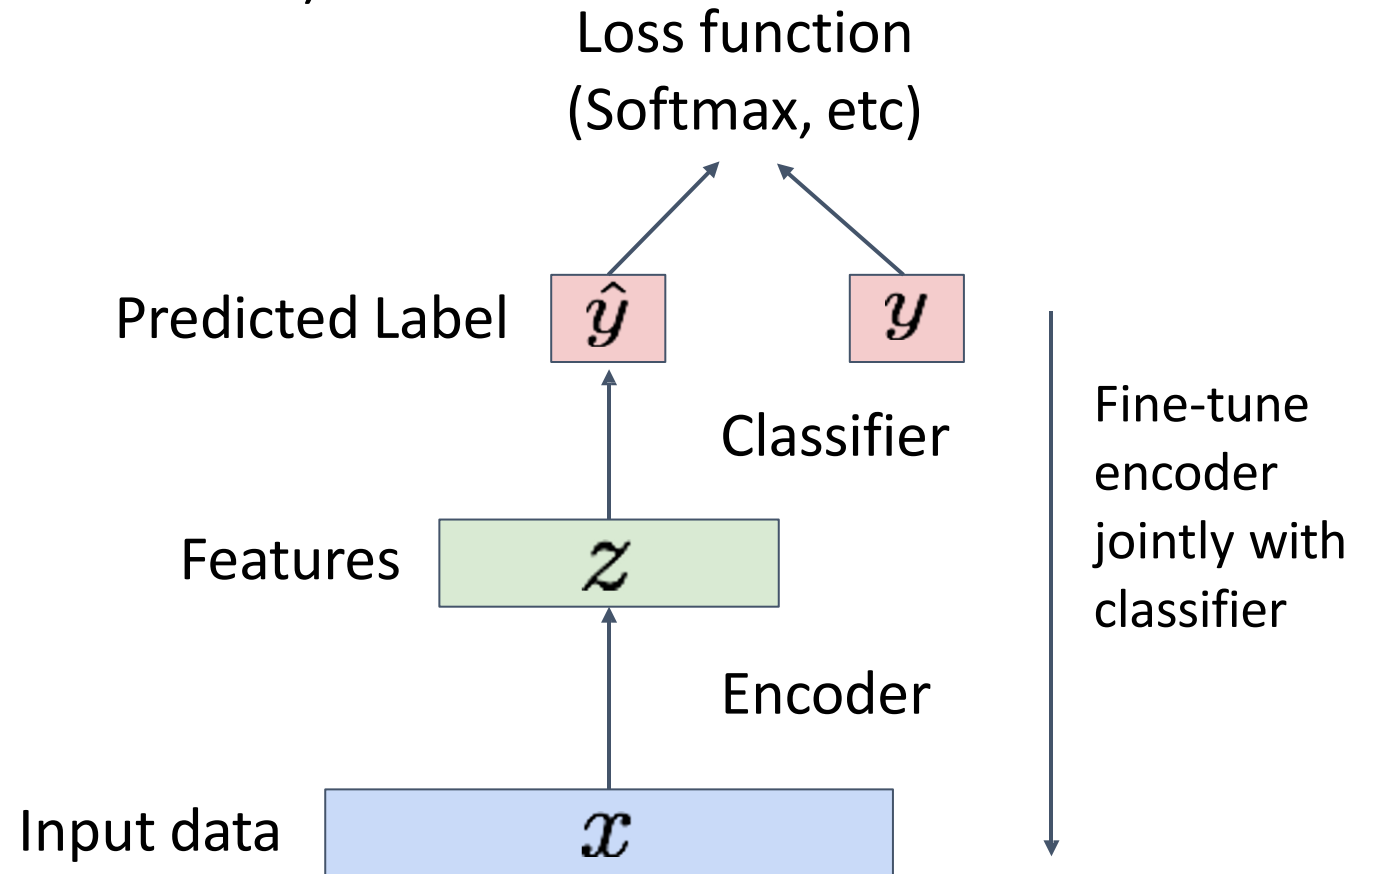 Loss function
(Softmax, etc)
Predicted Label
ŷ
y
Classifier
Fine-tune
encoder
jointly with
classifier
Features
z
Encoder
Input data
x